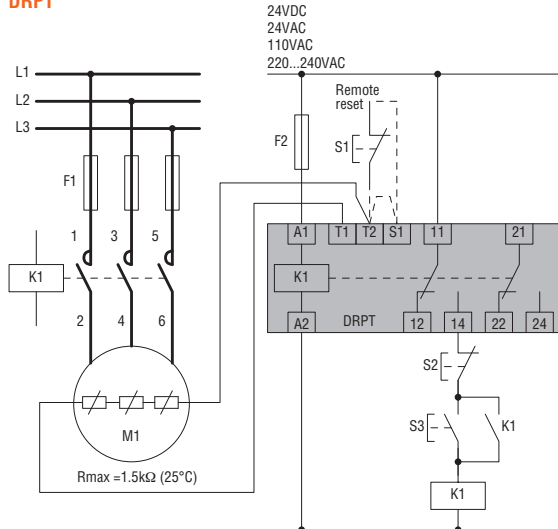 DRPT
24VDC
24VAC
110VAC
220...240VAC
L1
L2
L3
Remote
reset
F2
S1
F1
A1 T1 T2 S1 11 21
1 3 5
K1
K1
2 4 6
A2 DRPT 12 14 22 24
S2
S3 K1
M1
Rmax =1.5kΩ (25°C)
K1